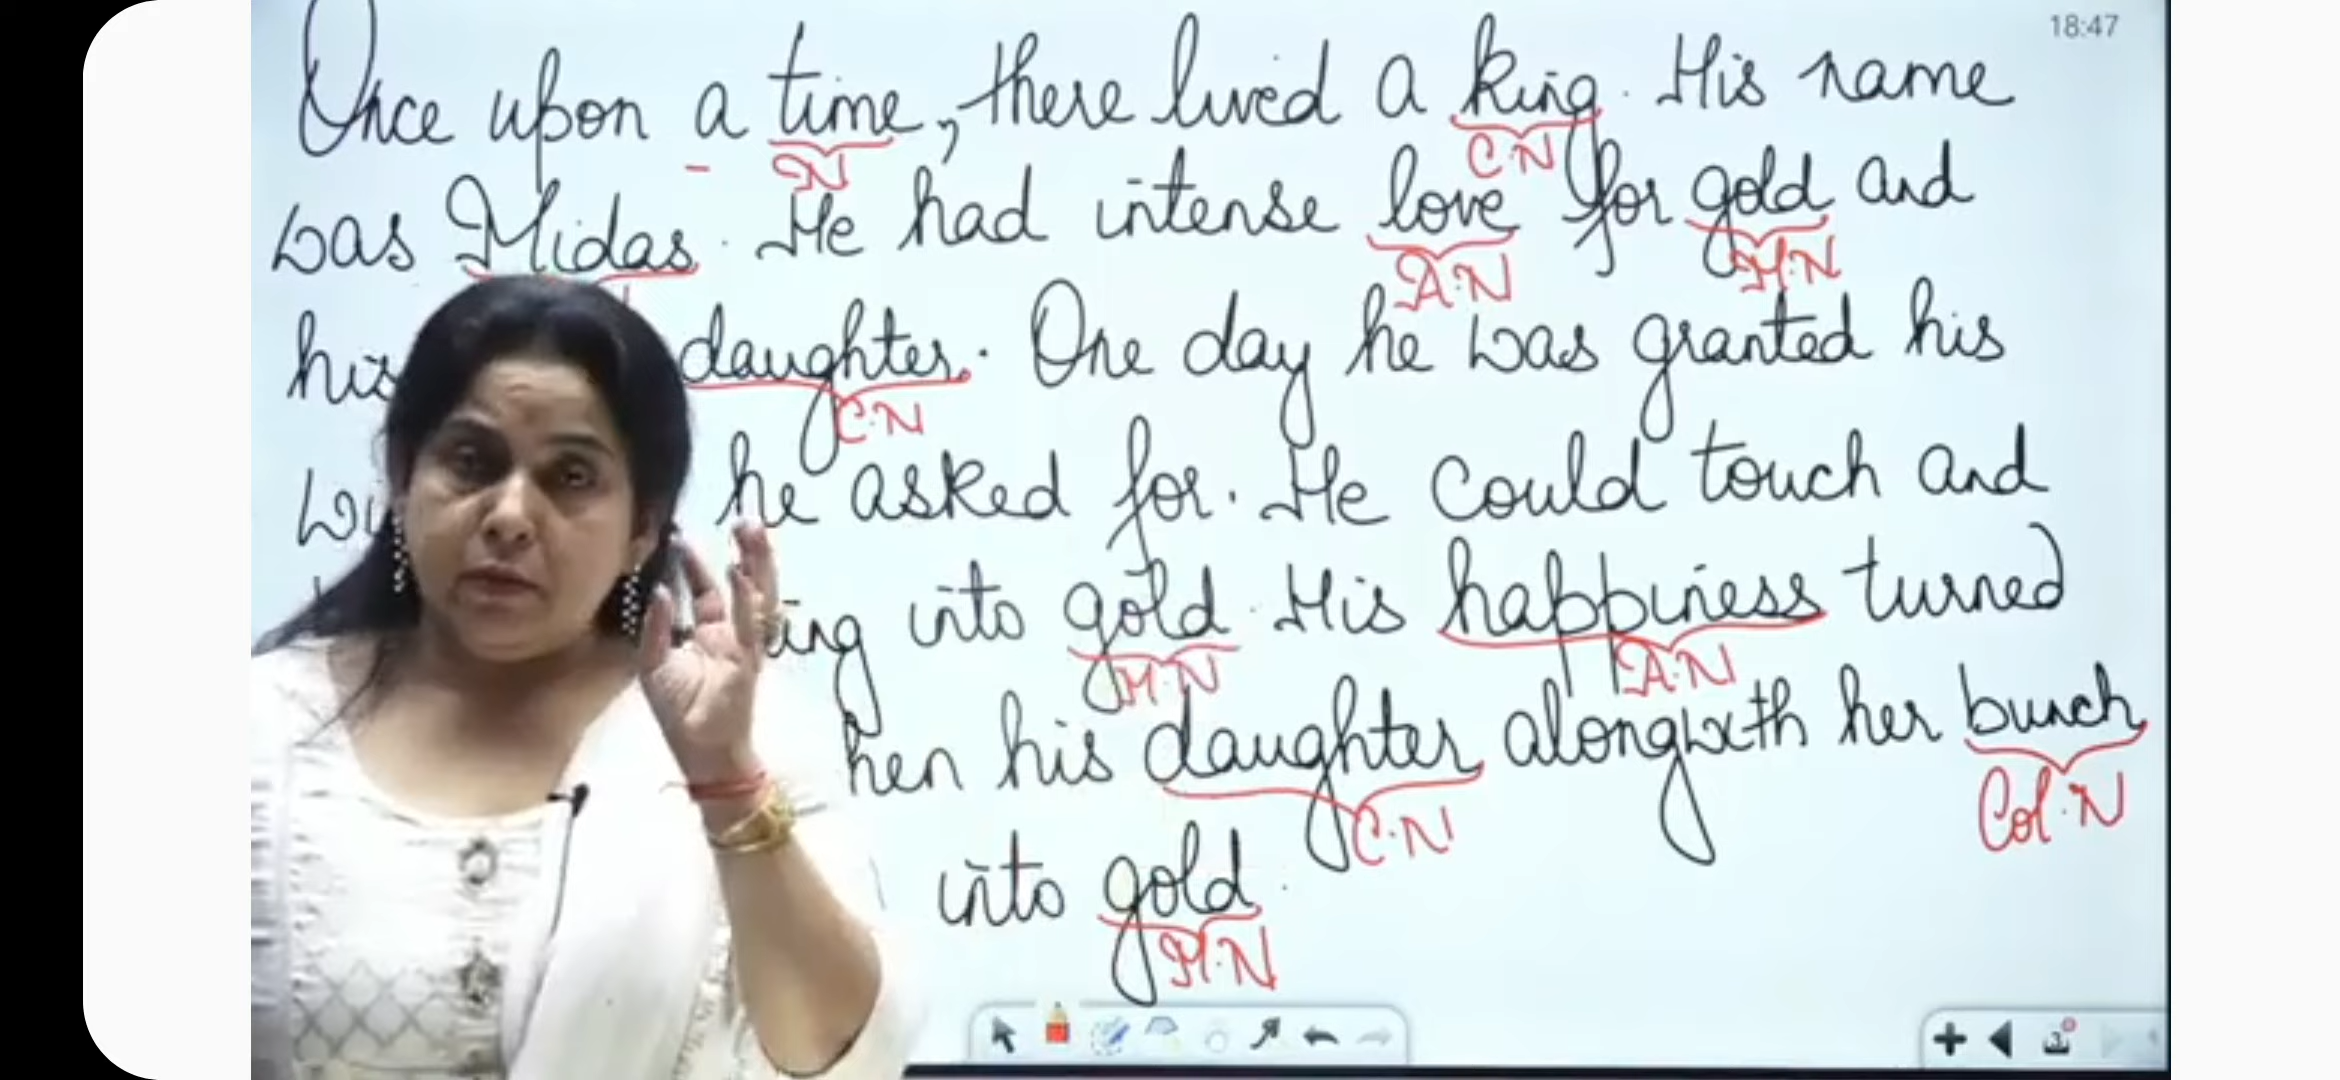 18:47
Once upon a time, there lived a king. His name
N C.N
was Midas. He had intense love for gold and
A.N M.N
his daughter. One day he was granted his
C.N
he asked for. He could touch and
into gold. His happiness turned
M.N A.N
his daughter alongwith her bunch
C.N Col.N
into gold.
M.N